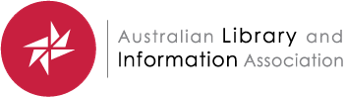 Australian Library and
Information Association